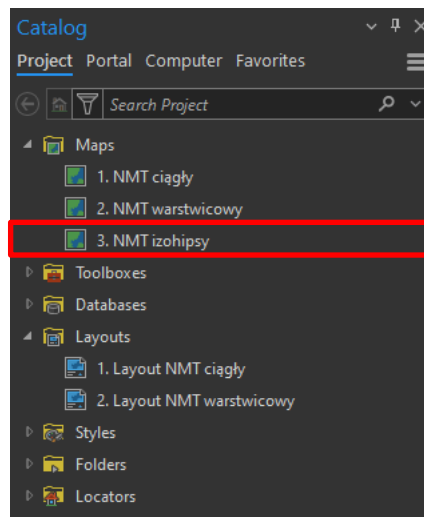 Catalog
Project Portal Computer Favorites
Search Project
Maps
1. NMT ciągły
2. NMT warstwicowy
3. NMT izohipsy
Toolboxes
Databases
Layouts
1. Layout NMT ciągły
2. Layout NMT warstwicowy
Styles
Folders
Locators